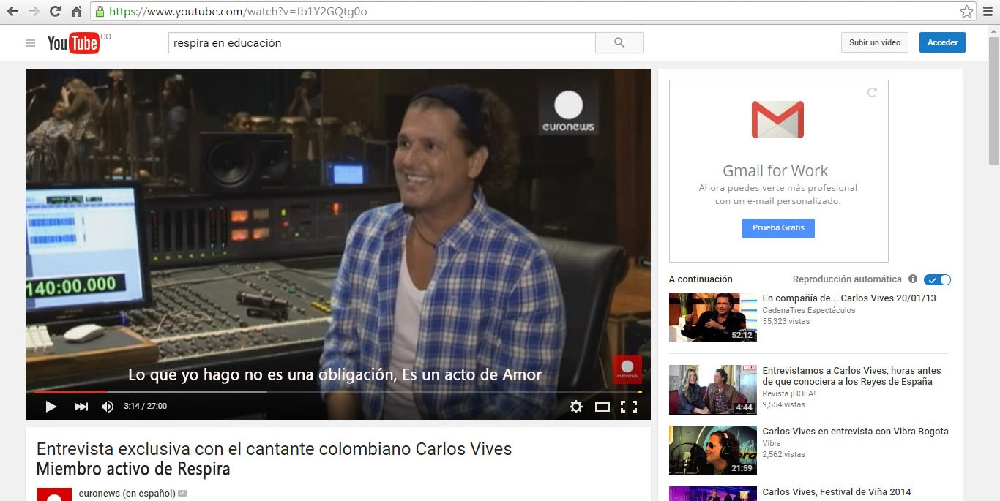 https://www.youtube.com/watch?v=fb1Y2GQtg0o
YouTube CO
respira en educación
Subir un video
Acceder
euronews
140:00.000
Lo que yo hago no es una obligación, Es un acto de Amor
euronews
3:14 / 27:00
Entrevista exclusiva con el cantante colombiano Carlos Vives
Miembro activo de Respira
euronews (en español)
Gmail for Work
Ahora puedes verte más profesional
con un e-mail personalizado.
Prueba Gratis
A continuación
Reproducción automática
En compañía de... Carlos Vives 20/01/13
CadenaTres Espectáculos
55,323 vistas
52:12
Entrevistamos a Carlos Vives, horas antes
de que conociera a los Reyes de España
Revista ¡HOLA!
9,554 vistas
4:44
Carlos Vives en entrevista con Vibra Bogota
Vibra
2,562 vistas
21:59
Carlos Vives, Festival de Viña 2014